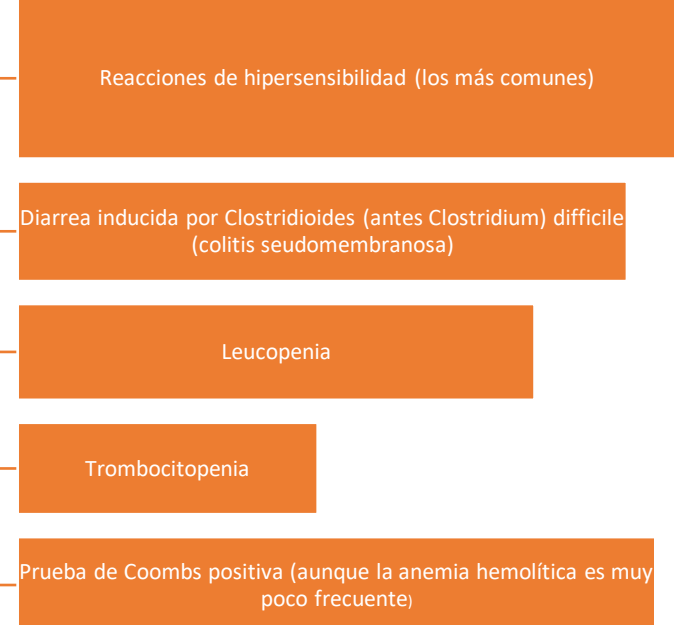 Reacciones de hipersensibilidad (los más comunes)
Diarrea inducida por Clostridioides (antes Clostridium) difficile
(colitis seudomembranosa)
Leucopenia
Trombocitopenia
Prueba de Coombs positiva (aunque la anemia hemolítica es muy
poco frecuente)